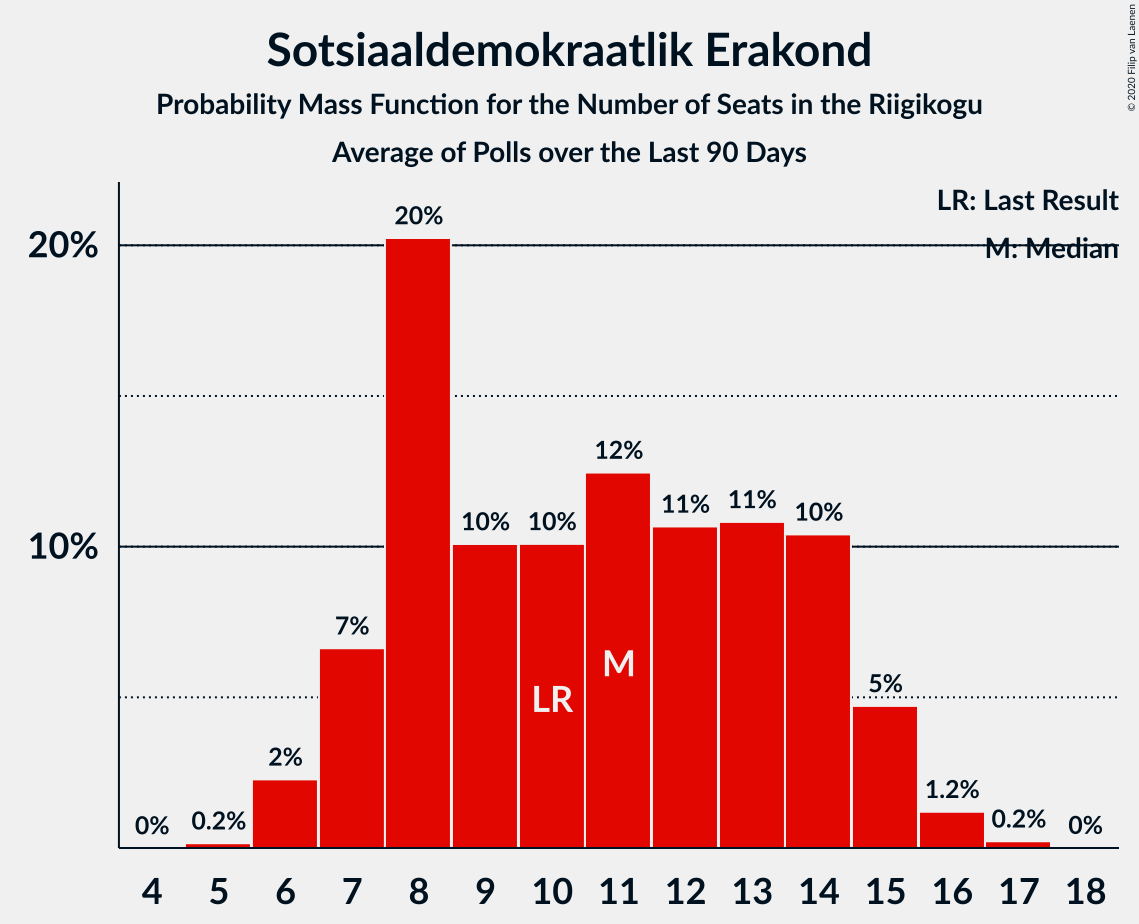 Sotsiaaldemokraatlik Erakond
Probability Mass Function for the Number of Seats in the Riigikogu
Average of Polls over the Last 90 Days
© 2020 Filip van Laenen
LR: Last Result
M: Median
20%
10%
0%
0.2%
2%
7%
20%
10%
10%
12%
11%
11%
10%
5%
1.2%
0.2%
0%
LR
M
4 5 6 7 8 9 10 11 12 13 14 15 16 17 18